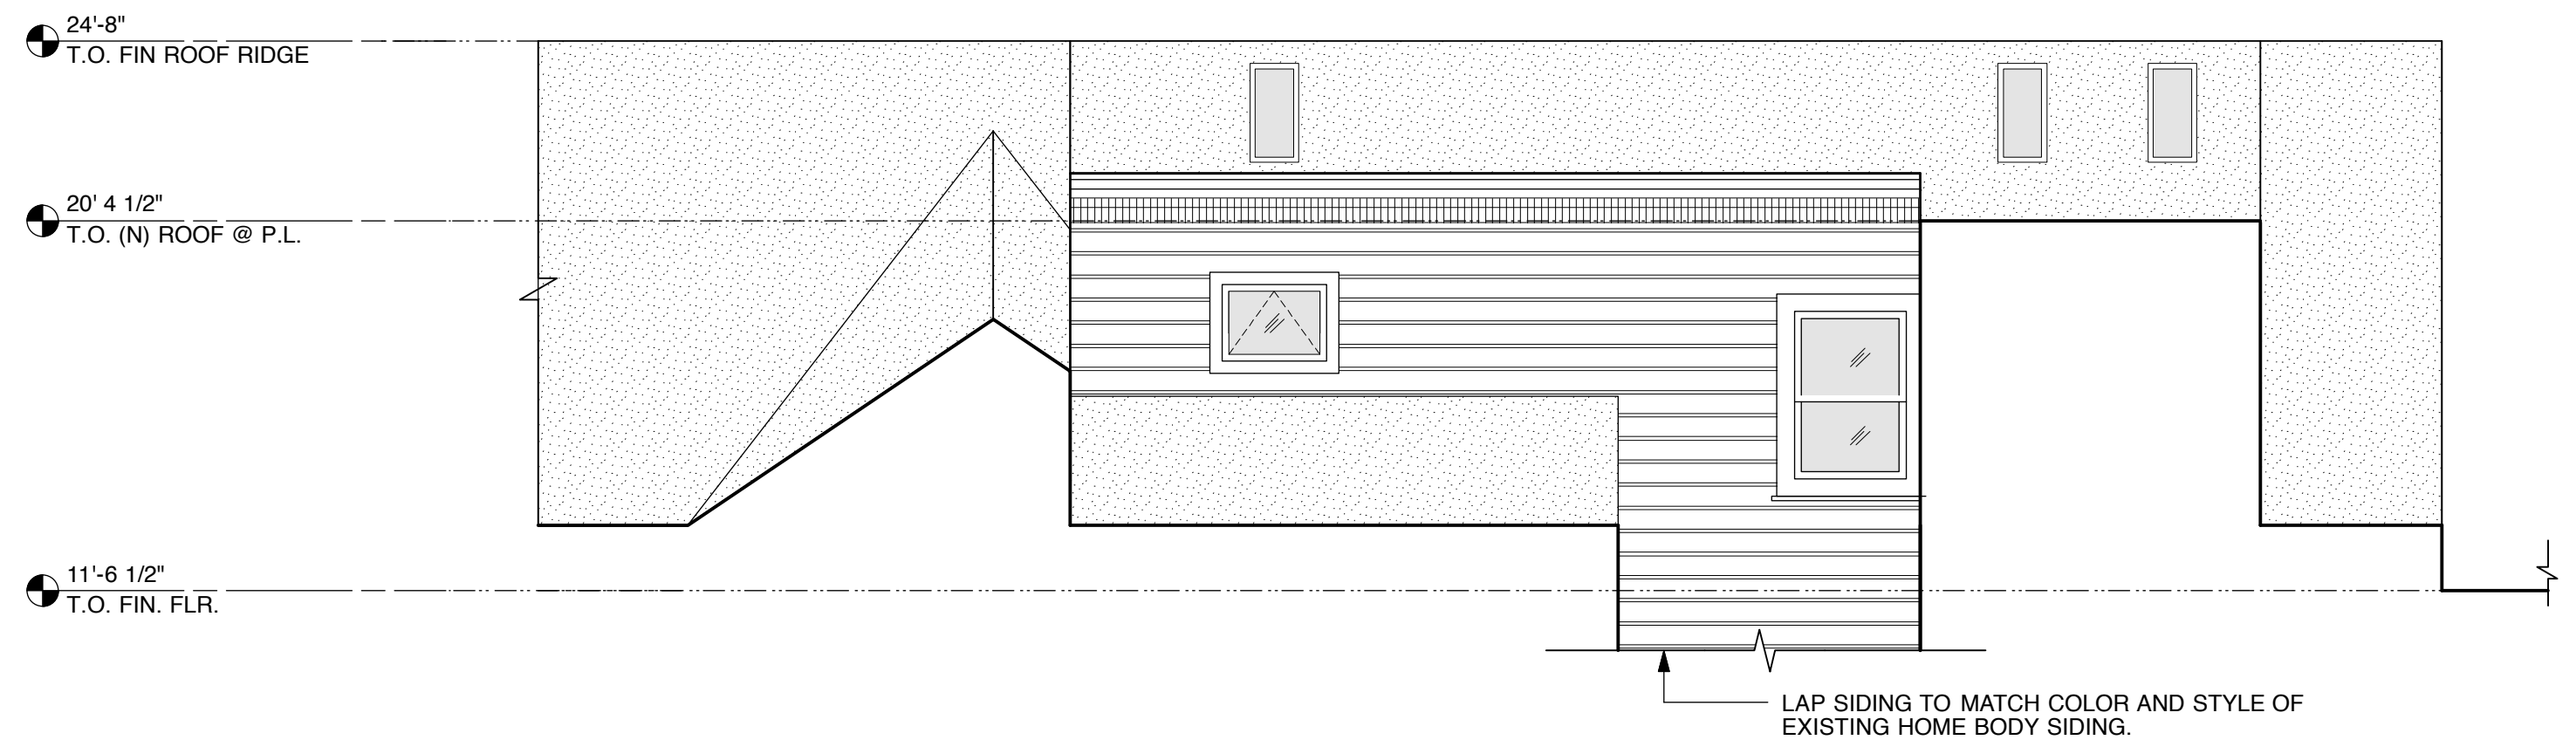 24'-8"
T.O. FIN ROOF RIDGE
20' 4 1/2"
T.O. (N) ROOF @ P.L.
11'-6 1/2"
T.O. FIN. FLR.
LAP SIDING TO MATCH COLOR AND STYLE OF
EXISTING HOME BODY SIDING.